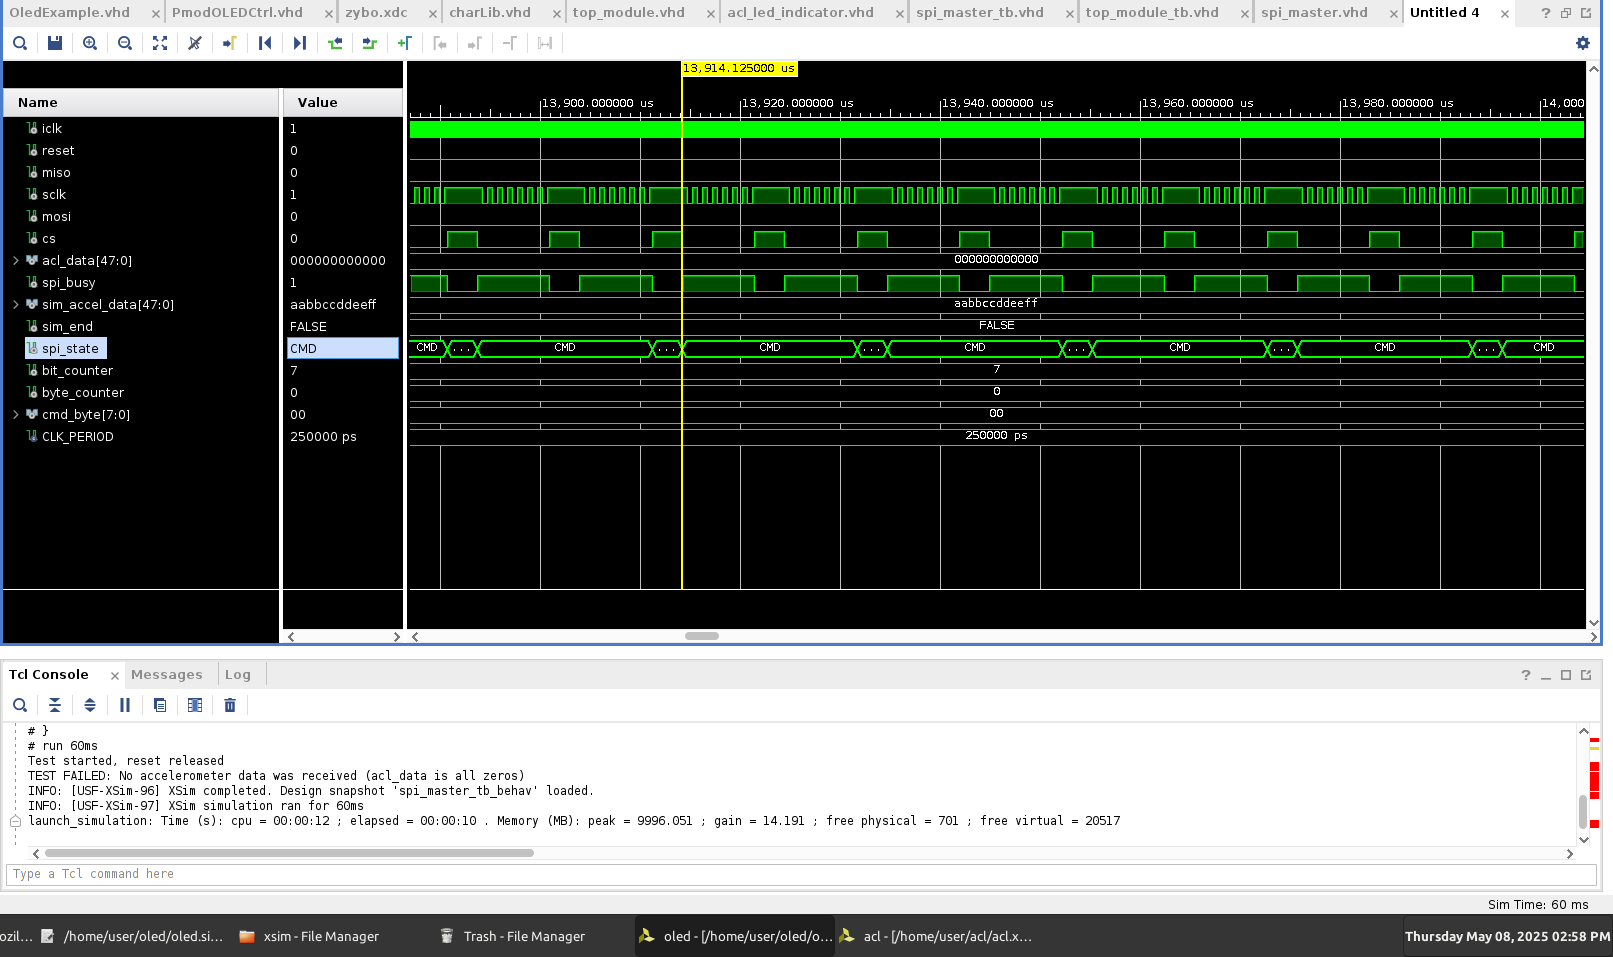 OledExample.vhd PmodOLEDCtrl.vhd zybo.xdc charLib.vhd top_module.vhd acl_led_indicator.vhd spi_master_tb.vhd top_module_tb.vhd spi_master.vhd Untitled 4
13,914.125000 us
Name Value
13,900.000000 us 13,920.000000 us 13,940.000000 us 13,960.000000 us 13,980.000000 us 14,000
iclk 1
reset 0
miso 0
sclk 1
mosi 0
cs 0
acl_data[47:0] 000000000000 000000000000
spi_busy 1
sim_accel_data[47:0] aabbccddeeff aabbccddeeff
sim_end FALSE FALSE
spi_state CMD CMD ... CMD ... CMD ... CMD ... CMD ... CMD ... CMD
bit_counter 7 7
byte_counter 0 0
cmd_byte[7:0] 00 00
CLK_PERIOD 250000 ps 250000 ps
Tcl Console Messages Log
# }
# run 60ms
Test started, reset released
TEST FAILED: No accelerometer data was received (acl_data is all zeros)
INFO: [USF-XSim-96] XSim completed. Design snapshot 'spi_master_tb_behav' loaded.
INFO: [USF-XSim-97] XSim simulation ran for 60ms
launch_simulation: Time (s): cpu = 00:00:12 ; elapsed = 00:00:10 . Memory (MB): peak = 9996.051 ; gain = 14.191 ; free physical = 701 ; free virtual = 20517
Type a Tcl command here
Sim Time: 60 ms
ozil... /home/user/oled/oled.si... xsim - File Manager Trash - File Manager oled - [/home/user/oled/o... acl - [/home/user/acl/acl.x... Thursday May 08, 2025 02:58 PM